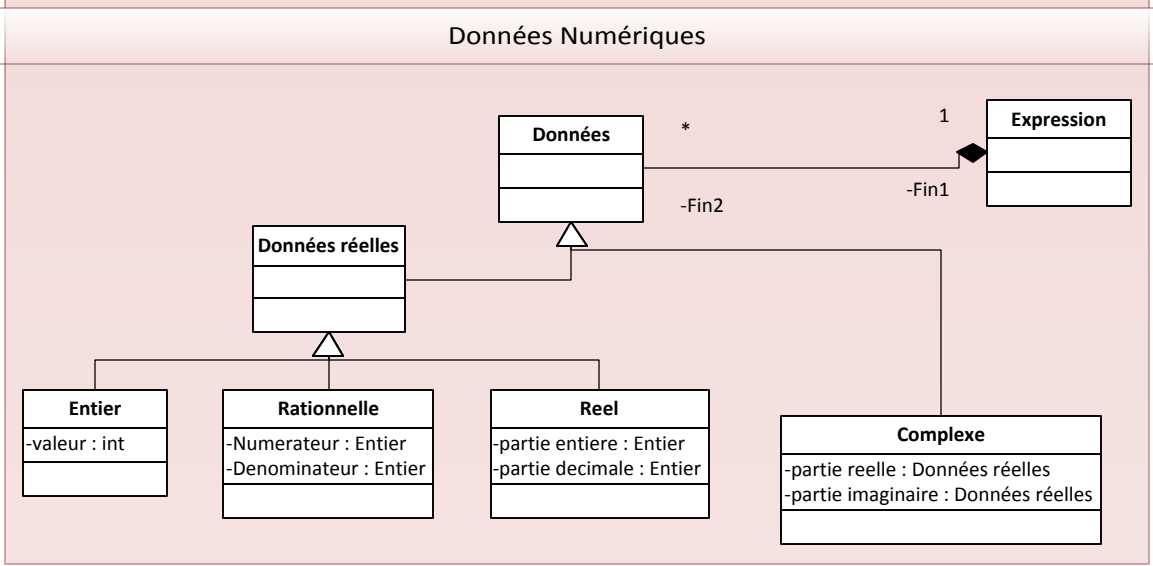 Données Numériques
Données
*
1
Expression
-Fin2
-Fin1
Données réelles
Entier
-valeur : int
Rationnelle
-Numerateur : Entier
-Denominateur : Entier
Reel
-partie entiere : Entier
-partie decimale : Entier
Complexe
-partie reelle : Données réelles
-partie imaginaire : Données réelles